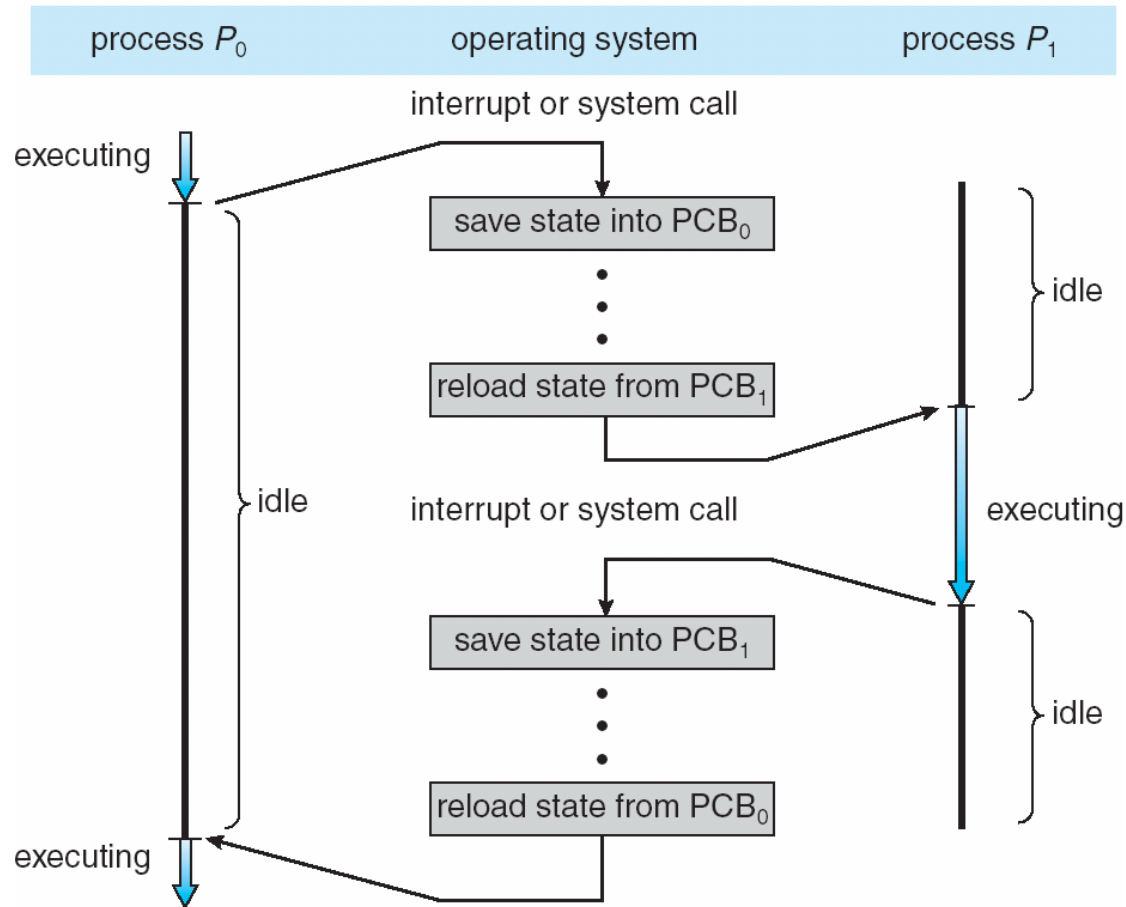 process P₀ operating system process P₁
interrupt or system call
executing
save state into PCB₀
idle
reload state from PCB₁
idle
interrupt or system call
executing
save state into PCB₁
idle
reload state from PCB₀
executing